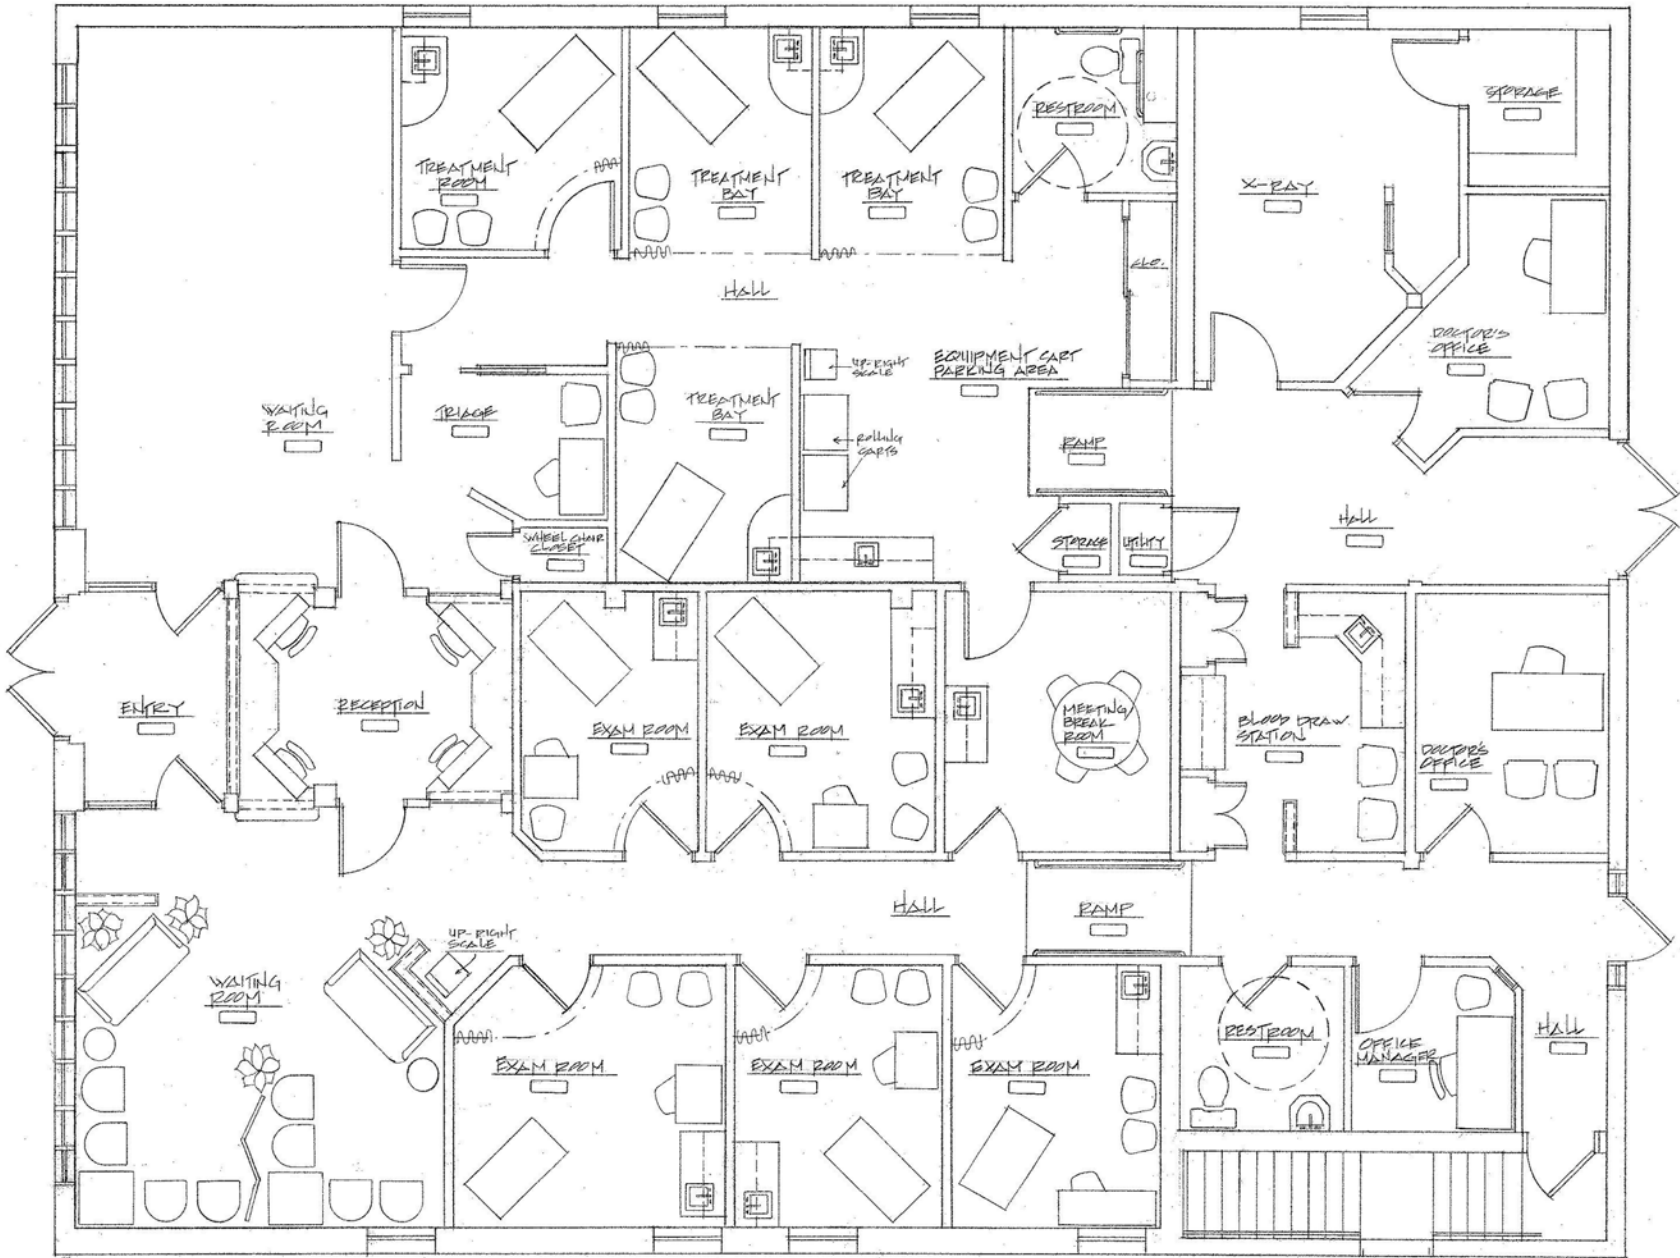 RESTROOM
STORAGE
TREATMENT
ROOM
TREATMENT
BAY
TREATMENT
BAY
X-RAY
CLO.
HALL
DOCTOR'S
OFFICE
UP-RIGHT
SCALE
EQUIPMENT CART
PARKING AREA
WAITING
ROOM
TRIAGE
TREATMENT
BAY
ROLLING
CARTS
RAMP
HALL
WHEEL CHAIR
CLOSET
STORAGE
UTILITY
ENTRY
RECEPTION
EXAM ROOM
EXAM ROOM
MEETING/
BREAK
ROOM
BLOOD DRAW
STATION
DOCTOR'S
OFFICE
HALL
RAMP
UP-RIGHT
SCALE
WAITING
ROOM
EXAM ROOM
EXAM ROOM
EXAM ROOM
RESTROOM
OFFICE
MANAGER
HALL